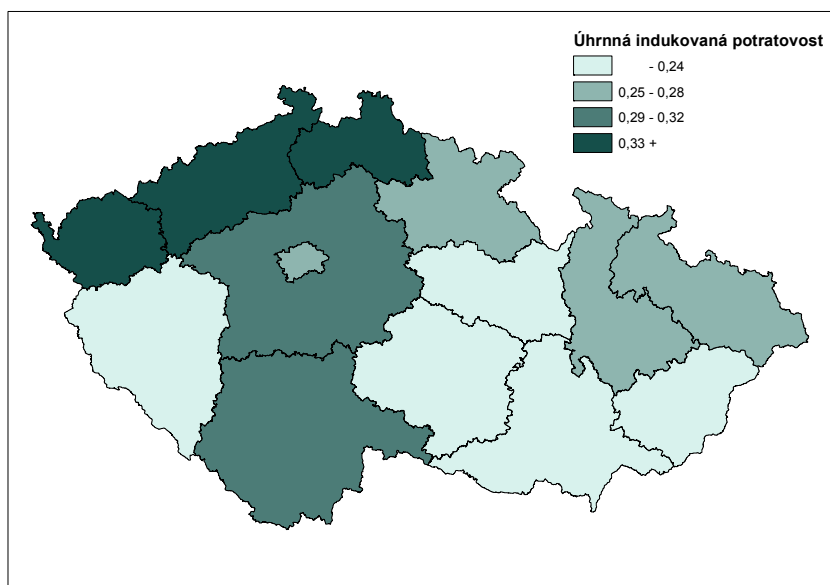 Úhrnná indukovaná potratovost
- 0,24
0,25 - 0,28
0,29 - 0,32
0,33 +